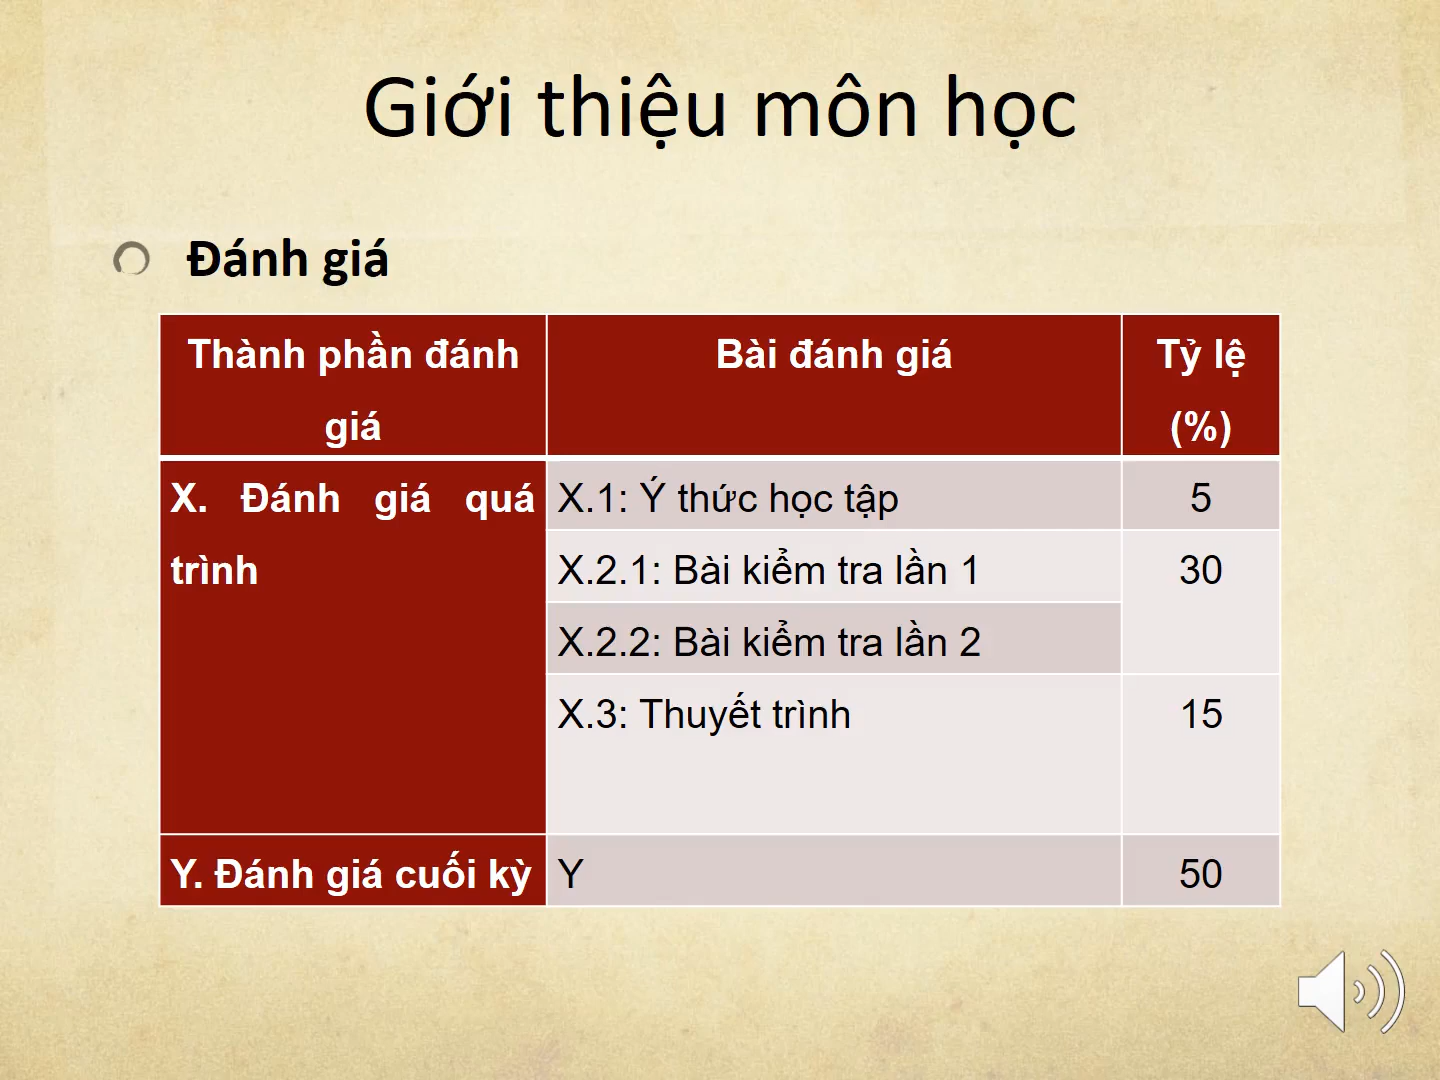 Giới thiệu môn học
Đánh giá
Thành phần đánh giá
Bài đánh giá
Tỷ lệ (%)
X. Đánh giá quá trình
X.1: Ý thức học tập
5
X.2.1: Bài kiểm tra lần 1
30
X.2.2: Bài kiểm tra lần 2
X.3: Thuyết trình
15
Y. Đánh giá cuối kỳ
Y
50